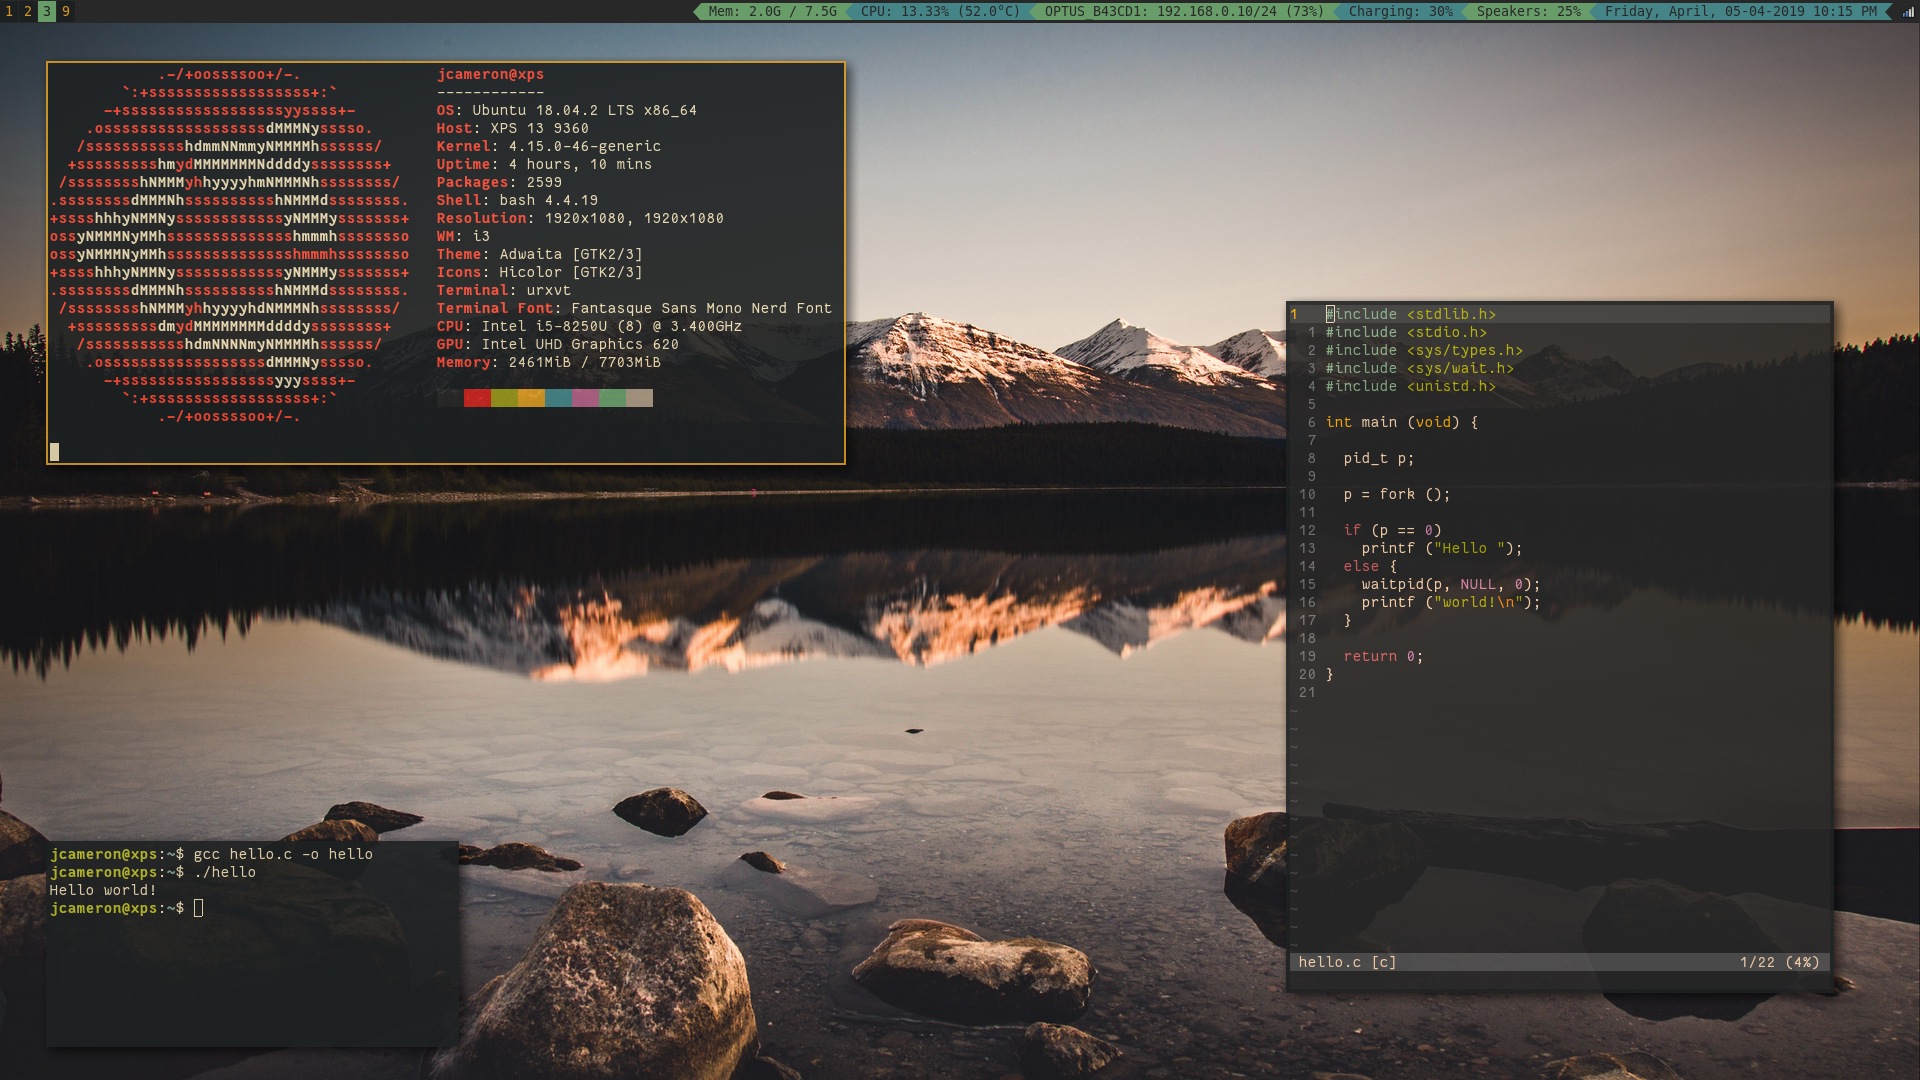 1 2 3 9
Mem: 2.0G / 7.5G CPU: 13.33% (52.0°C) OPTUS_B43CD1: 192.168.0.10/24 (73%) Charging: 30% Speakers: 25% Friday, April, 05-04-2019 10:15 PM
.-/+oossssoo+/-.
`:+ssssssssssssssssss+:`
-+ssssssssssssssssssyyssss+-
.ossssssssssssssssssdMMMNysssso.
/ssssssssssshdmmNNmmyNMMMMhssssss/
+ssssssssshmydMMMMMMMNddddyssssssss+
/sssssssshNMMMyhhyyyyhmNMMMNhssssssss/
.ssssssssdMMMNhsssssssssshNMMMdssssssss.
+sssshhhyNMMNyssssssssssssyNMMMysssssss+
ossyNMMMNyMMhsssssssssssssshmmmhssssssso
ossyNMMMNyMMhsssssssssssssshmmmhssssssso
+sssshhhyNMMNyssssssssssssyNMMMysssssss+
.ssssssssdMMMNhsssssssssshNMMMdssssssss.
/sssssssshNMMMyhhyyyyhdNMMMNhssssssss/
+sssssssssdmydMMMMMMMMddddyssssssss+
/ssssssssssshdmNNNNmyNMMMMhssssss/
.ossssssssssssssssssdMMMNysssso.
-+sssssssssssssssssyyyssss+-
`:+ssssssssssssssssss+:`
.-/+oossssoo+/-.
jcameron@xps
------------
OS: Ubuntu 18.04.2 LTS x86_64
Host: XPS 13 9360
Kernel: 4.15.0-46-generic
Uptime: 4 hours, 10 mins
Packages: 2599
Shell: bash 4.4.19
Resolution: 1920x1080, 1920x1080
WM: i3
Theme: Adwaita [GTK2/3]
Icons: Hicolor [GTK2/3]
Terminal: urxvt
Terminal Font: Fantasque Sans Mono Nerd Font
CPU: Intel i5-8250U (8) @ 3.400GHz
GPU: Intel UHD Graphics 620
Memory: 2461MiB / 7703MiB
1 #include <stdlib.h>
1 #include <stdio.h>
2 #include <sys/types.h>
3 #include <sys/wait.h>
4 #include <unistd.h>
5
6 int main (void) {
7
8 pid_t p;
9
10 p = fork ();
11
12 if (p == 0)
13 printf ("Hello ");
14 else {
15 waitpid(p, NULL, 0);
16 printf ("world!\n");
17 }
18
19 return 0;
20 }
21
~
~
~
~
~
~
~
~
~
~
~
~
~
~
hello.c [c] 1/22 (4%)
jcameron@xps:~$ gcc hello.c -o hello
jcameron@xps:~$ ./hello
Hello world!
jcameron@xps:~$